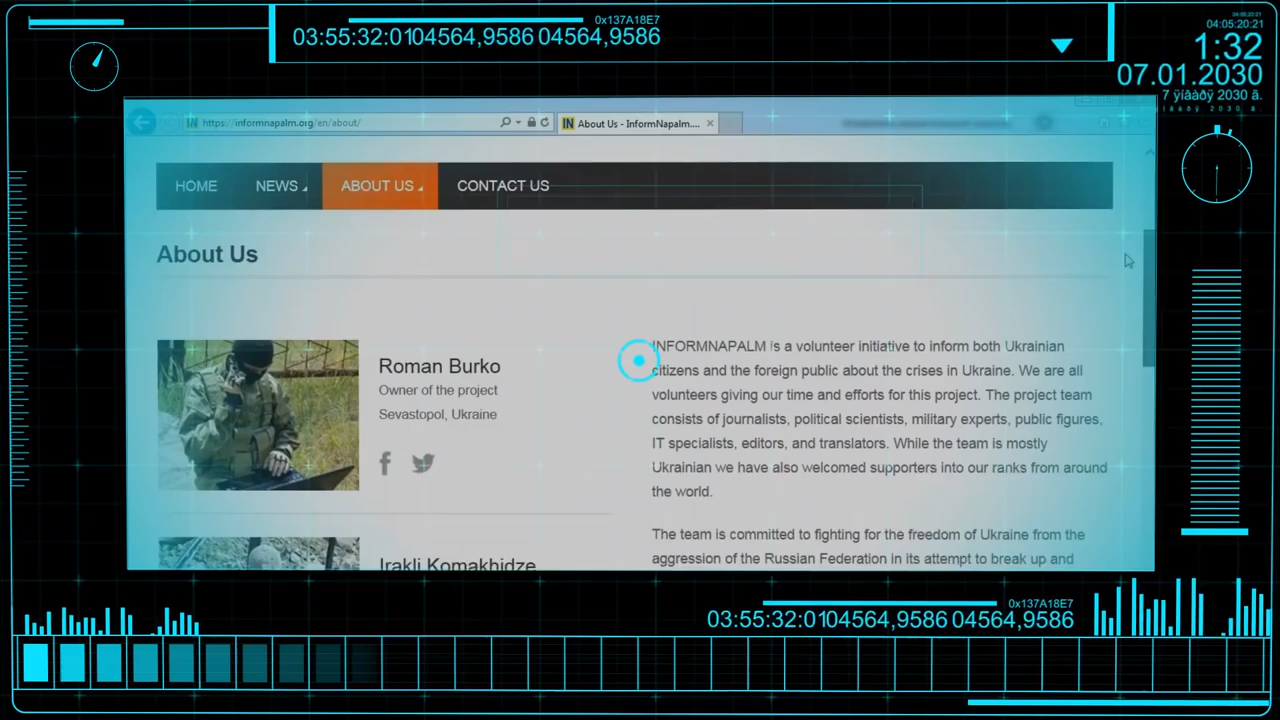 0x137A18E7
03:55:32:0104564,9586 04564,9586
04:05:20:21
04:05:20:21
1:32
07.01.2030
7 ÿíâàðÿ 2030 ã.
https://informnapalm.org/en/about/
About Us - InformNapalm....
HOME NEWS ABOUT US CONTACT US
About Us
Roman Burko
Owner of the project
Sevastopol, Ukraine
Irakli Komakhidze
INFORMNAPALM is a volunteer initiative to inform both Ukrainian
citizens and the foreign public about the crises in Ukraine. We are all
volunteers giving our time and efforts for this project. The project team
consists of journalists, political scientists, military experts, public figures,
IT specialists, editors, and translators. While the team is mostly
Ukrainian we have also welcomed supporters into our ranks from around
the world.
The team is committed to fighting for the freedom of Ukraine from the
aggression of the Russian Federation in its attempt to break up and
0x137A18E7
03:55:32:0104564,9586 04564,9586